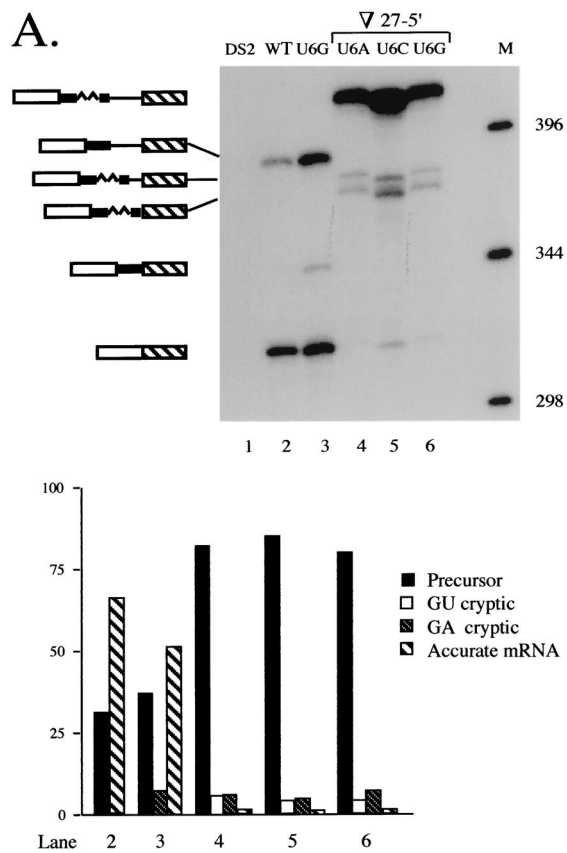 A.
▽ 27-5'
DS2 WT U6G U6A U6C U6G M
396
344
298
1 2 3 4 5 6
100
75
50
25
0
Precursor
GU cryptic
GA cryptic
Accurate mRNA
Lane 2 3 4 5 6